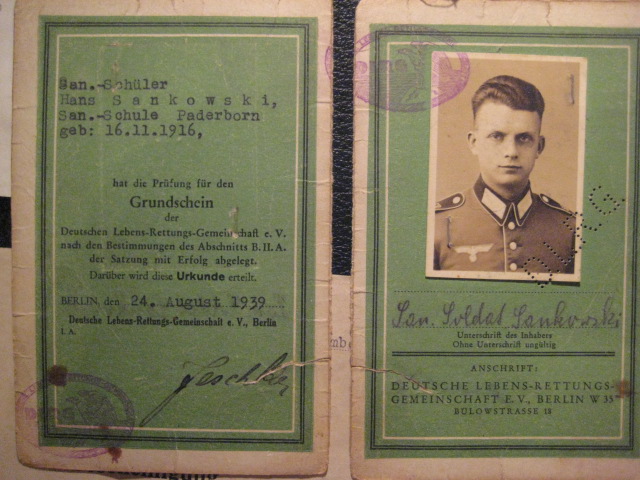 San.-Schüler
Hans Sankowski,
San.-Schule Paderborn
geb: 16.11.1916,
hat die Prüfung für den
Grundschein
der
Deutschen Lebens-Rettungs-Gemeinschaft e. V.
nach den Bestimmungen des Abschnitts B. II. A.
der Satzung mit Erfolg abgelegt.
Darüber wird diese Urkunde erteilt.
BERLIN, den 24. August 1939
Deutsche Lebens-Rettungs-Gemeinschaft e. V., Berlin
I. A.
San. Soldat Sankowski
Unterschrift des Inhabers
Ohne Unterschrift ungültig
ANSCHRIFT:
DEUTSCHE LEBENS-RETTUNGS-
GEMEINSCHAFT E. V., BERLIN W 35
BÜLOWSTRASSE 18